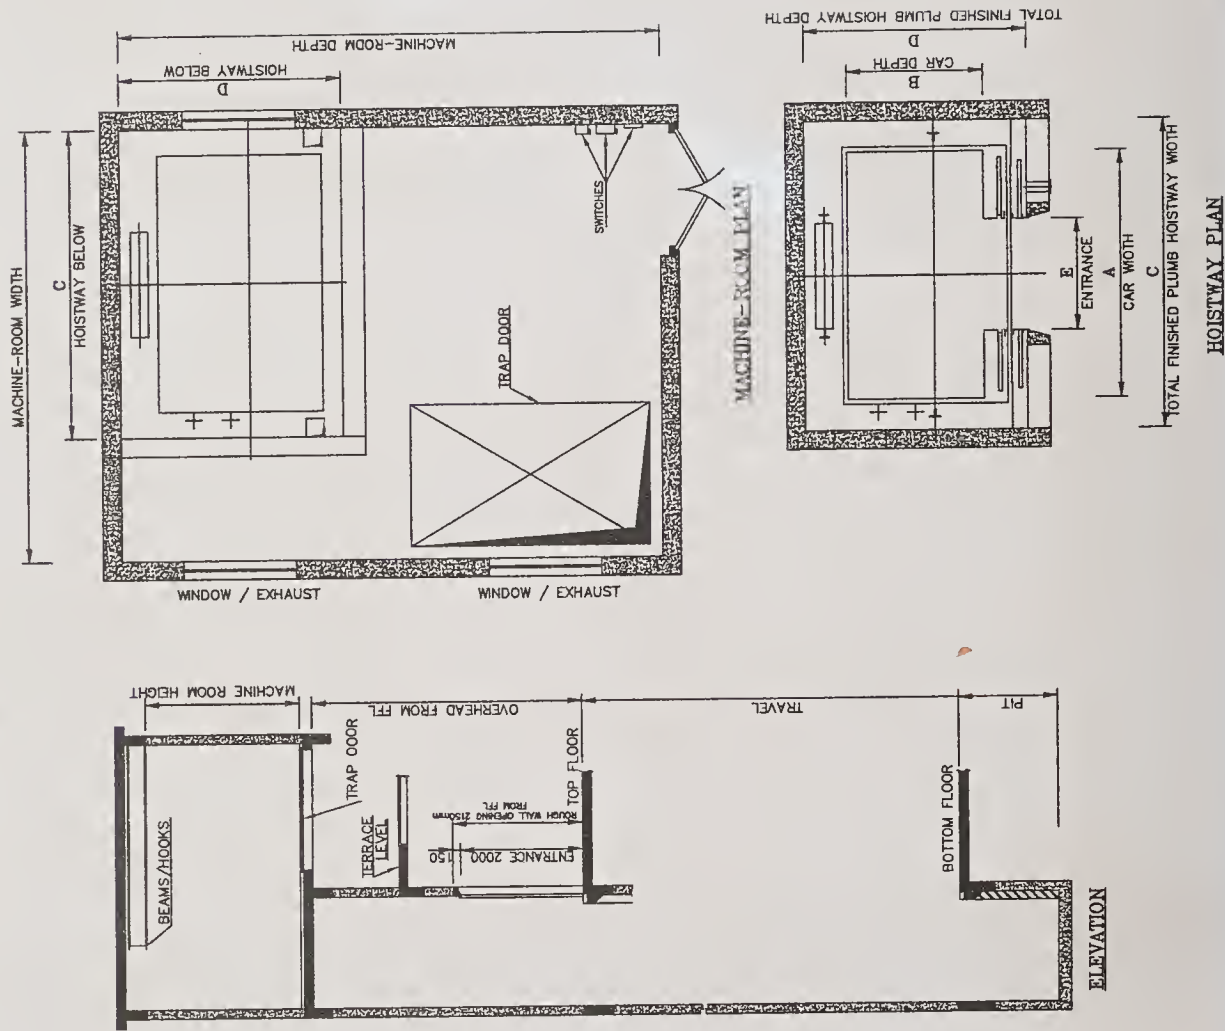 MACHINE-ROOM WIDTH
C
HOISTWAY BELOW
MACHINE-ROOM DEPTH
D
HOISTWAY BELOW
SWITCHES
TRAP DOOR
WINDOW / EXHAUST
WINDOW / EXHAUST
MACHINE-ROOM PLAN
TOTAL FINISHED PLUMB HOISTWAY DEPTH
D
CAR DEPTH
B
E
ENTRANCE
A
CAR WIOTH
C
TOTAL FINISHED PLUMB HOISTWAY WIOTH
HOISTWAY PLAN
MACHINE ROOM HEIGHT
BEAMS/HOOKS
TRAP OOOR
OVERHEAD FROM FFL
TERRACE
LEVEL
ROUGH WALL OPENING 2150mm
FROM FFL
ENTRANCE 2000
150
TOP FLOOR
TRAVEL
BOTTOM FLOOR
PIT
ELEVATION